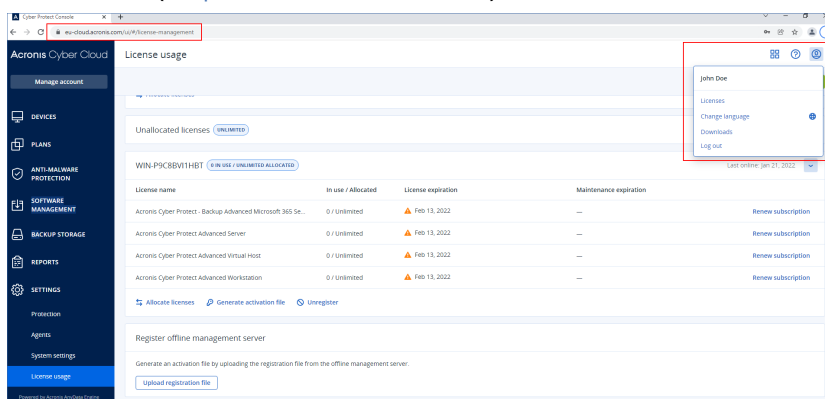 Cyber Protect Console
eu-cloud.acronis.com/ui/#/license-management
Acronis Cyber Cloud
License usage
Manage account
John Doe
Licenses
Change language
Downloads
Log out
DEVICES
PLANS
ANTI-MALWARE
PROTECTION
SOFTWARE
MANAGEMENT
BACKUP STORAGE
REPORTS
SETTINGS
Protection
Agents
System settings
License usage
Powered by Acronis AnyData Engine
Unallocated licenses UNLIMITED
WIN-P9C8BVI1HBT 0 IN USE / UNLIMITED ALLOCATED Last online: Jan 21, 2022
License name In use / Allocated License expiration Maintenance expiration
Acronis Cyber Protect - Backup Advanced Microsoft 365 Se... 0 / Unlimited Feb 13, 2022 — Renew subscription
Acronis Cyber Protect Advanced Server 0 / Unlimited Feb 13, 2022 — Renew subscription
Acronis Cyber Protect Advanced Virtual Host 0 / Unlimited Feb 13, 2022 — Renew subscription
Acronis Cyber Protect Advanced Workstation 0 / Unlimited Feb 13, 2022 — Renew subscription
Allocate licenses Generate activation file Unregister
Register offline management server
Generate an activation file by uploading the registration file from the offline management server.
Upload registration file